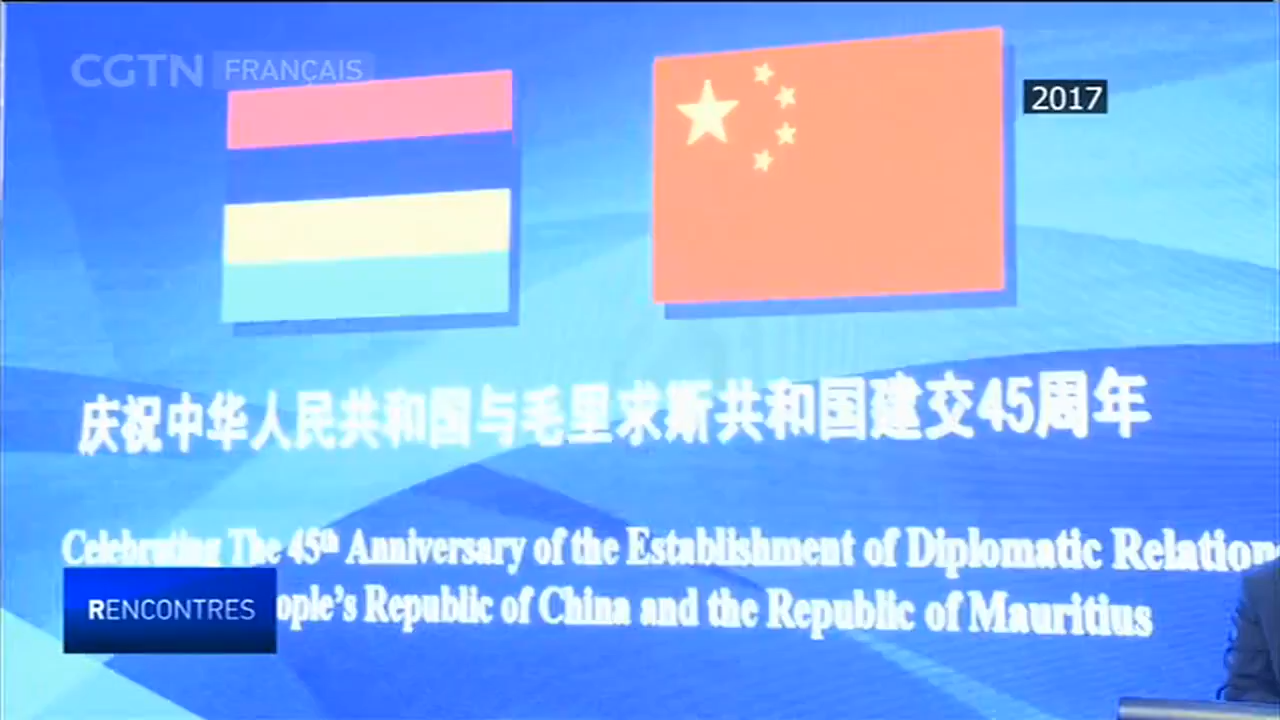 CGTN FRANÇAIS
2017
庆祝中华人民共和国与毛里求斯共和国建交45周年
Celebrating The 45th Anniversary of the Establishment of Diplomatic Relation
ople's Republic of China and the Republic of Mauritius
RENCONTRES